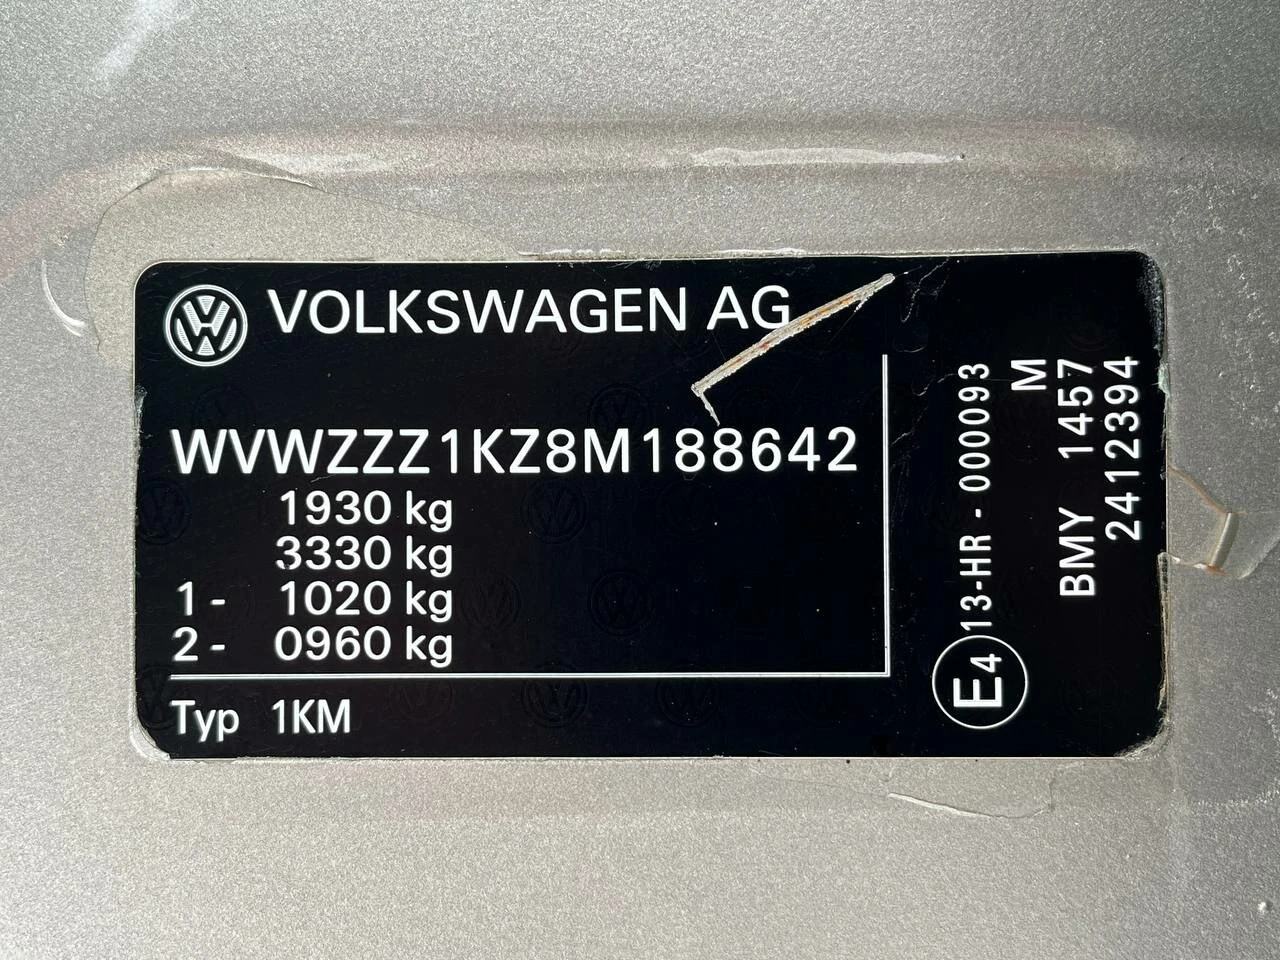 VOLKSWAGEN AG
WVWZZZ1KZ8M188642
1930 kg
3330 kg
1 - 1020 kg
2 - 0960 kg
Typ 1KM
E4 13-HR - 000093
M
BMY 1457
2412394